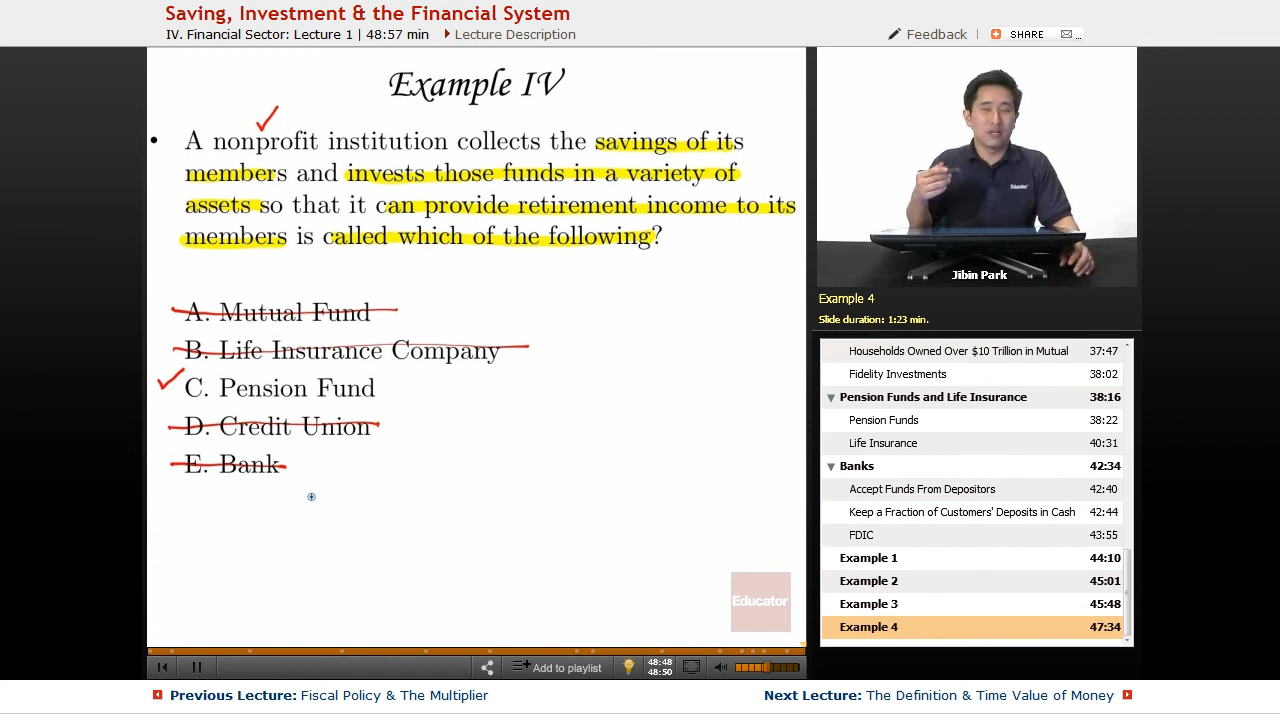 Saving, Investment & the Financial System
IV. Financial Sector: Lecture 1 | 48:57 min Lecture Description
Feedback SHARE ...
Example IV
• A nonprofit institution collects the savings of its
members and invests those funds in a variety of
assets so that it can provide retirement income to its
members is called which of the following?
A. Mutual Fund
B. Life Insurance Company
C. Pension Fund
D. Credit Union
E. Bank
Educator
Educator
Jibin Park
Example 4
Slide duration: 1:23 min.
Households Owned Over $10 Trillion in Mutual 37:47
Fidelity Investments 38:02
Pension Funds and Life Insurance 38:16
Pension Funds 38:22
Life Insurance 40:31
Banks 42:34
Accept Funds From Depositors 42:40
Keep a Fraction of Customers' Deposits in Cash 42:44
FDIC 43:55
Example 1 44:10
Example 2 45:01
Example 3 45:48
Example 4 47:34
Add to playlist
48:48
48:50
Previous Lecture: Fiscal Policy & The Multiplier
Next Lecture: The Definition & Time Value of Money